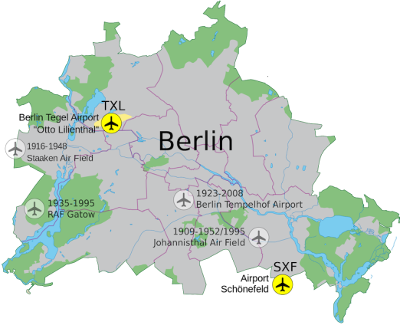 TXL
Berlin Tegel Airport
"Otto Lilienthal"
Berlin
1916-1948
Staaken Air Field
1935-1995
RAF Gatow
1923-2008
Berlin Tempelhof Airport
1909-1952/1995
Johannisthal Air Field
SXF
Airport
Schönefeld